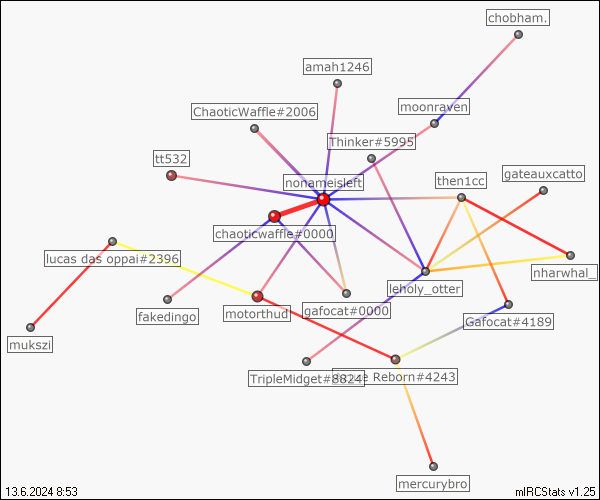 chobham.
amah1246
moonraven
ChaoticWaffle#2006
Thinker#5995
tt532
gateauxcatto
then1cc
nonameisleft
chaoticwaffle#0000
lucas das oppai#2396
nharwhal_
leholy_otter
fakedingo
motorthud
gafocat#0000
Gafocat#4189
mukszi
TripleMidget#8824
Reborn#4243
mercurybro
13.6.2024 8:53
mIRCStats v1.25